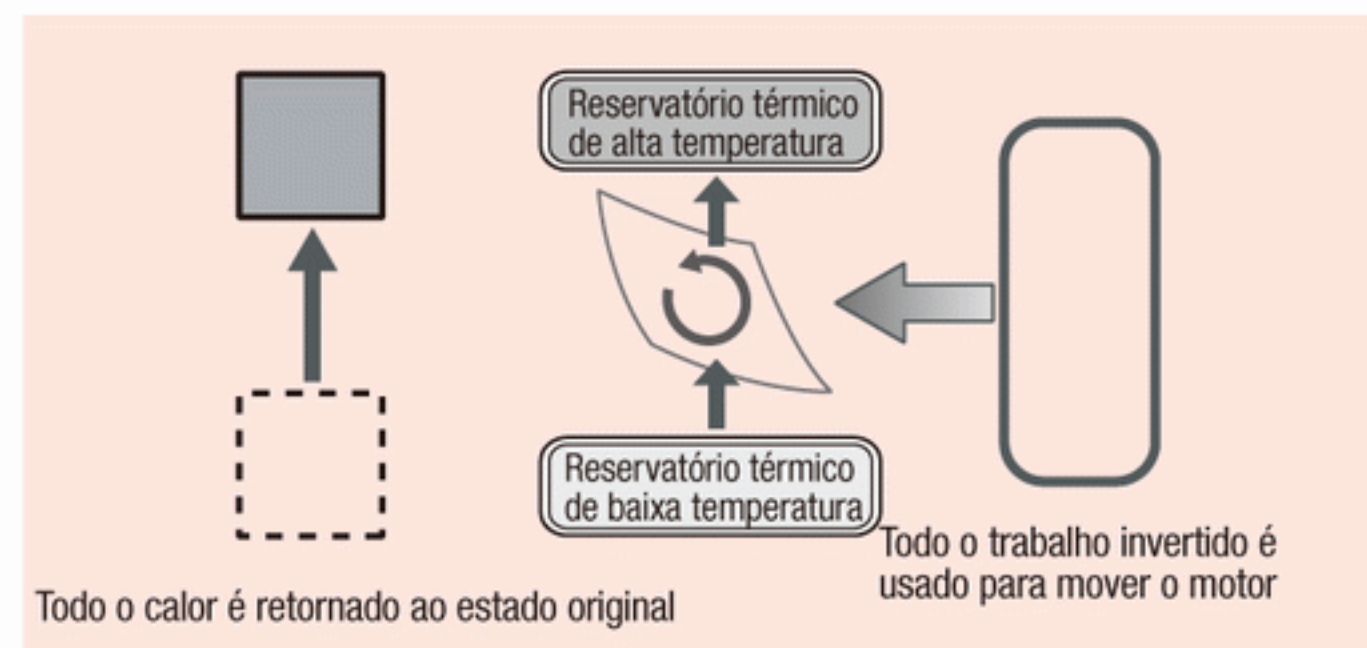 Reservatório térmico
de alta temperatura
Reservatório térmico
de baixa temperatura
Todo o trabalho invertido é
usado para mover o motor
Todo o calor é retornado ao estado original